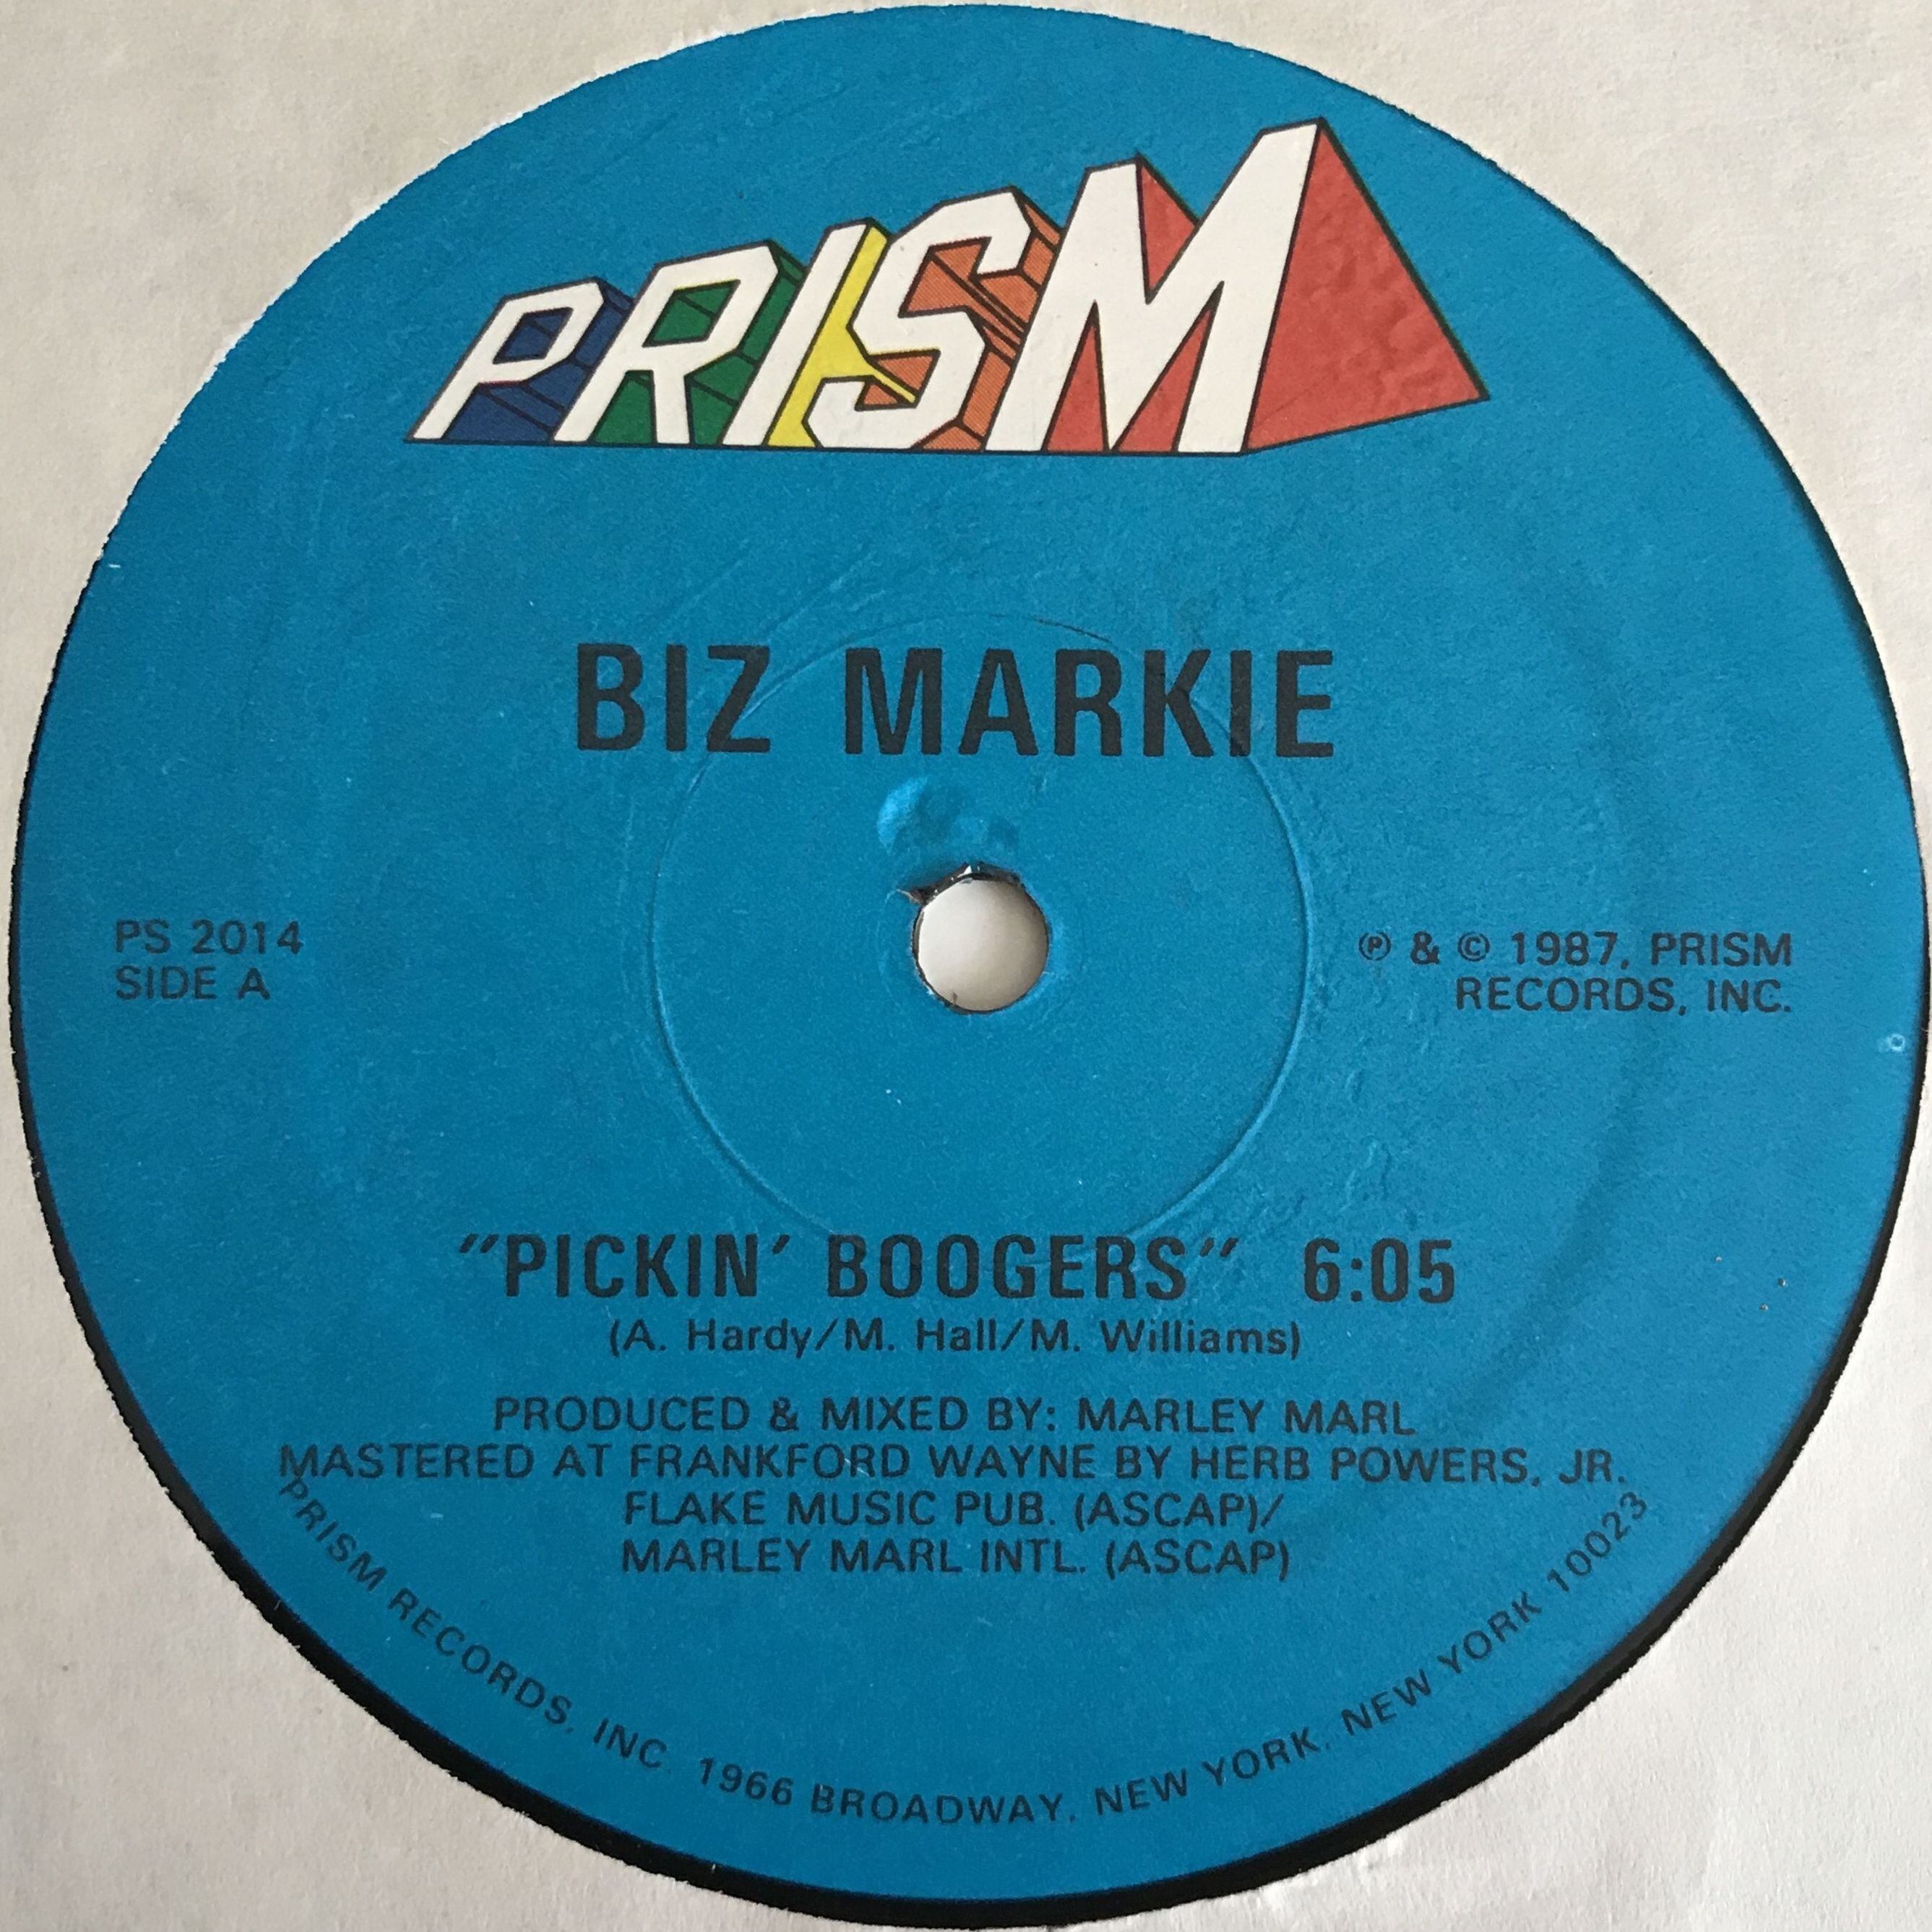 PRISM
BIZ MARKIE
PS 2014
SIDE A
℗ & © 1987, PRISM
RECORDS, INC.
"PICKIN' BOOGERS" 6:05
(A. Hardy/M. Hall/M. Williams)
PRODUCED & MIXED BY: MARLEY MARL
MASTERED AT FRANKFORD WAYNE BY HERB POWERS, JR.
FLAKE MUSIC PUB. (ASCAP)/
MARLEY MARL INTL. (ASCAP)
PRISM RECORDS, INC. 1966 BROADWAY, NEW YORK, NEW YORK 10023